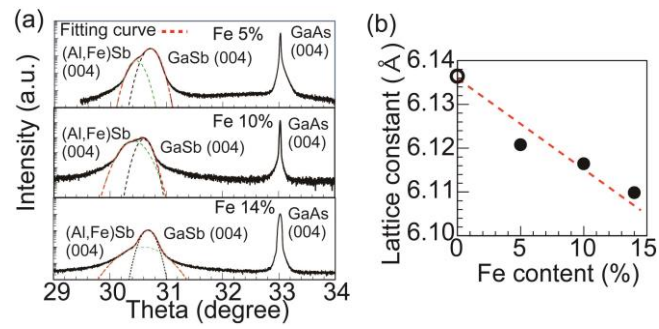 (a)
Fitting curve
Fe 5%
(Al,Fe)Sb
(004)
GaSb (004)
GaAs
(004)
Fe 10%
(Al,Fe)Sb
(004)
GaSb (004)
GaAs
(004)
Fe 14%
(Al,Fe)Sb
(004)
GaSb (004)
GaAs
(004)
Intensity (a.u.)
29 30 31 32 33 34
Theta (degree)
(b)
Lattice constant (Å)
6.14
6.13
6.12
6.11
6.10
0 5 10 15
Fe content (%)